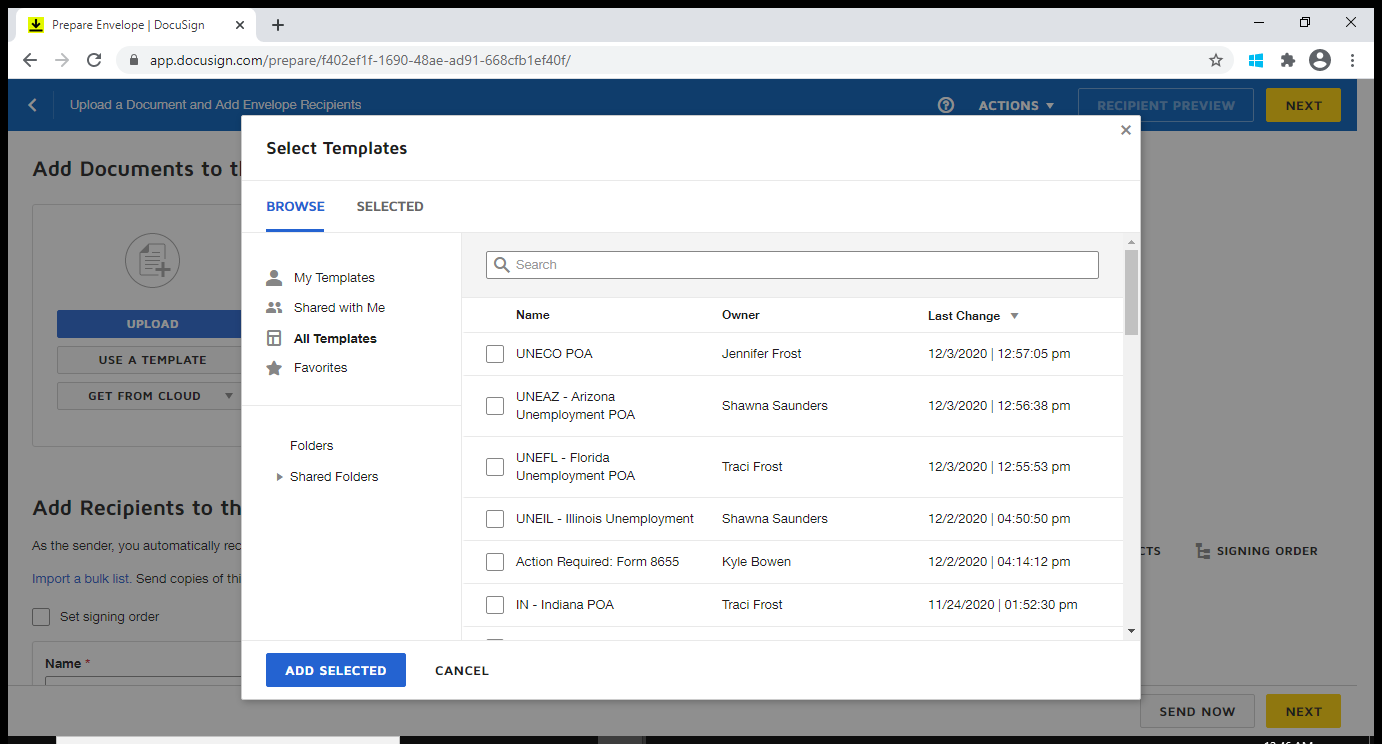 Prepare Envelope | DocuSign
app.docusign.com/prepare/f402ef1f-1690-48ae-ad91-668cfb1ef40f/
Upload a Document and Add Envelope Recipients
ACTIONS
RECIPIENT PREVIEW
NEXT
Add Documents to th
UPLOAD
USE A TEMPLATE
GET FROM CLOUD
Add Recipients to th
As the sender, you automatically rec
Import a bulk list. Send copies of thi
Set signing order
Name *
Select Templates
BROWSE SELECTED
My Templates
Shared with Me
All Templates
Favorites
Folders
Shared Folders
Search
Name Owner Last Change
UNECO POA Jennifer Frost 12/3/2020 | 12:57:05 pm
UNEAZ - Arizona
Unemployment POA Shawna Saunders 12/3/2020 | 12:56:38 pm
UNEFL - Florida
Unemployment POA Traci Frost 12/3/2020 | 12:55:53 pm
UNEIL - Illinois Unemployment Shawna Saunders 12/2/2020 | 04:50:50 pm
Action Required: Form 8655 Kyle Bowen 12/2/2020 | 04:14:12 pm
IN - Indiana POA Traci Frost 11/24/2020 | 01:52:30 pm
ADD SELECTED CANCEL
CTS
SIGNING ORDER
SEND NOW
NEXT